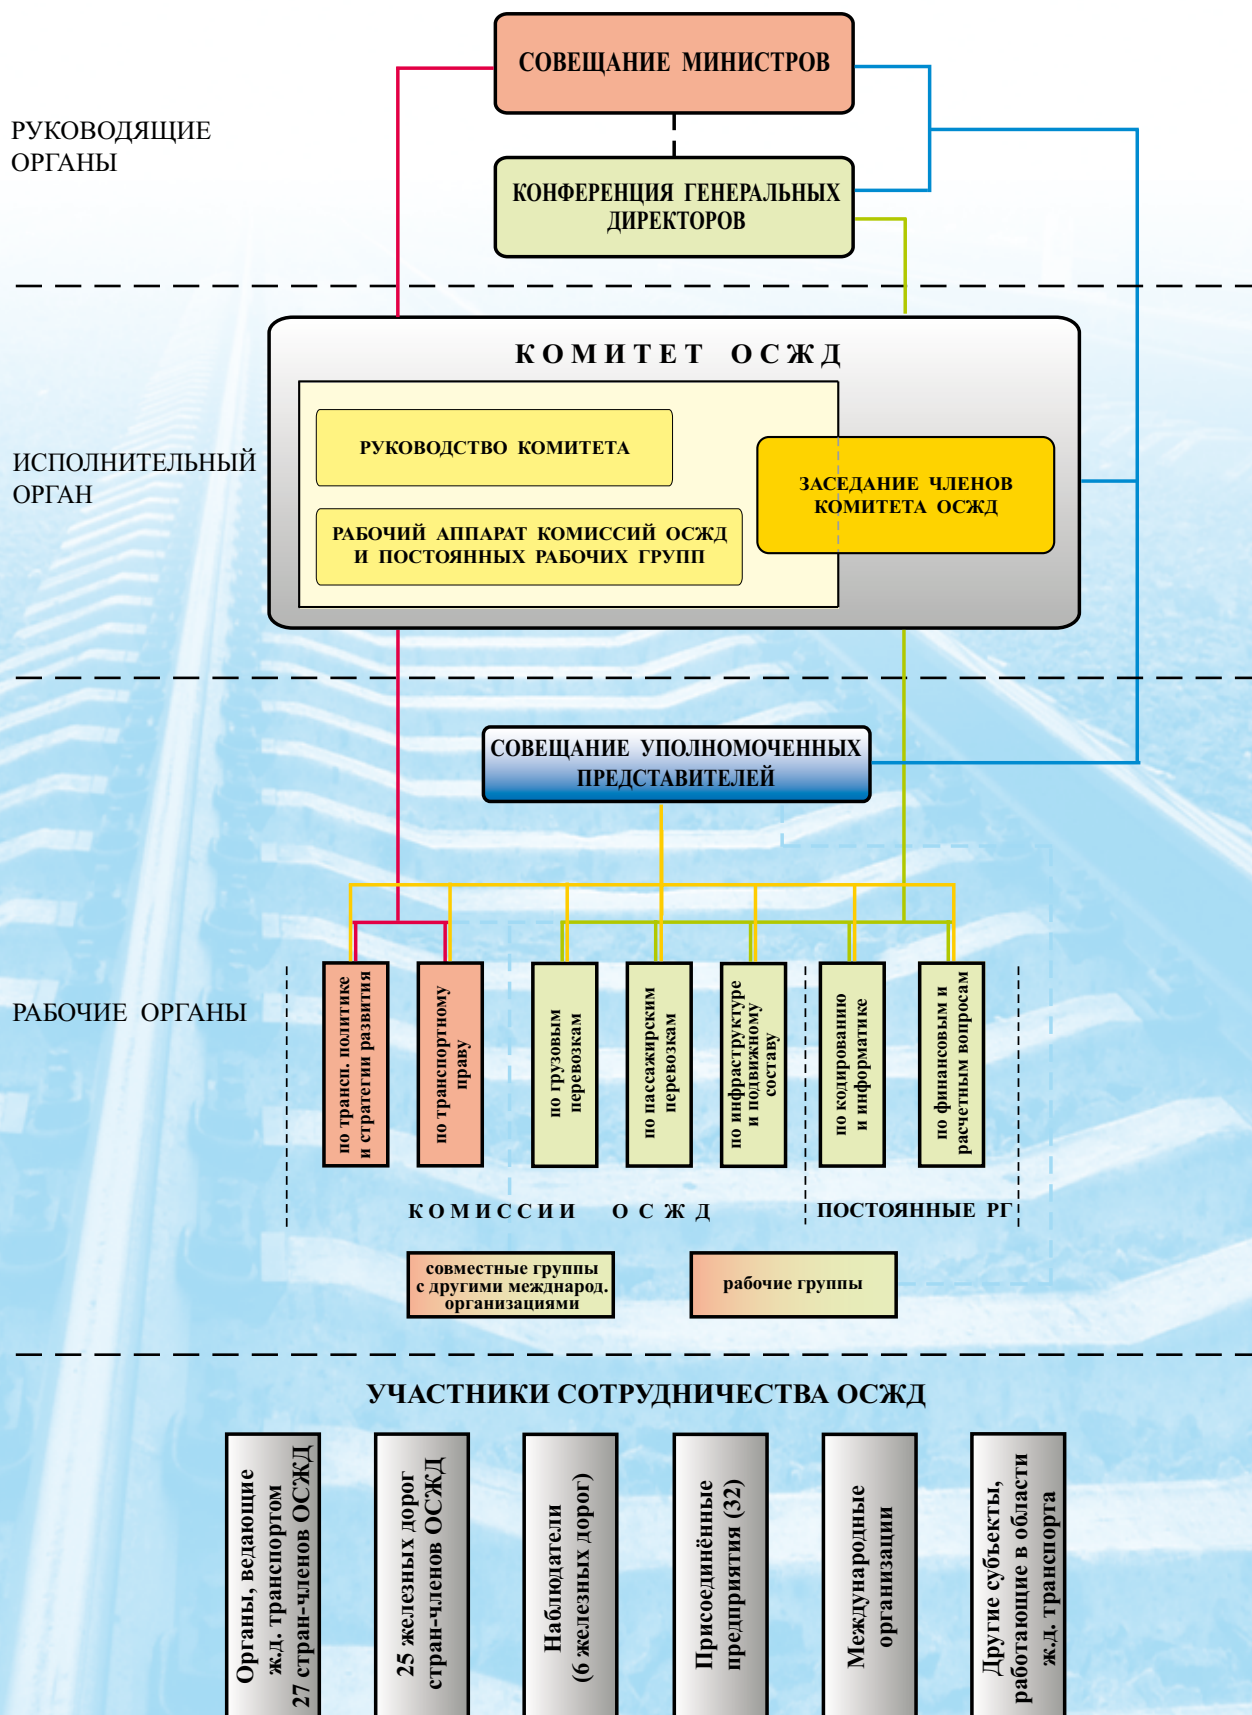 СОВЕЩАНИЕ МИНИСТРОВ
РУКОВОДЯЩИЕ
ОРГАНЫ
КОНФЕРЕНЦИЯ ГЕНЕРАЛЬНЫХ
ДИРЕКТОРОВ
КОМИТЕТ ОСЖД
РУКОВОДСТВО КОМИТЕТА
ИСПОЛНИТЕЛЬНЫЙ
ОРГАН
ЗАСЕДАНИЕ ЧЛЕНОВ
КОМИТЕТА ОСЖД
РАБОЧИЙ АППАРАТ КОМИССИЙ ОСЖД
И ПОСТОЯННЫХ РАБОЧИХ ГРУПП
СОВЕЩАНИЕ УПОЛНОМОЧЕННЫХ
ПРЕДСТАВИТЕЛЕЙ
РАБОЧИЕ ОРГАНЫ
по трансп. политике
и стратегии развития
по транспортному
праву
по грузовым
перевозкам
по пассажирским
перевозкам
по инфраструктуре
и подвижному
составу
по кодированию
и информатике
по финансовым и
расчетным вопросам
КОМИССИИ ОСЖД
ПОСТОЯННЫЕ РГ
совместные группы
с другими международ.
организациями
рабочие группы
УЧАСТНИКИ СОТРУДНИЧЕСТВА ОСЖД
Органы, ведающие
ж.д. транспортом
27 стран-членов ОСЖД
25 железных дорог
стран-членов ОСЖД
Наблюдатели
(6 железных дорог)
Присоединённые
предприятия (32)
Международные
организации
Другие субъекты,
работающие в области
ж.д. транспорта